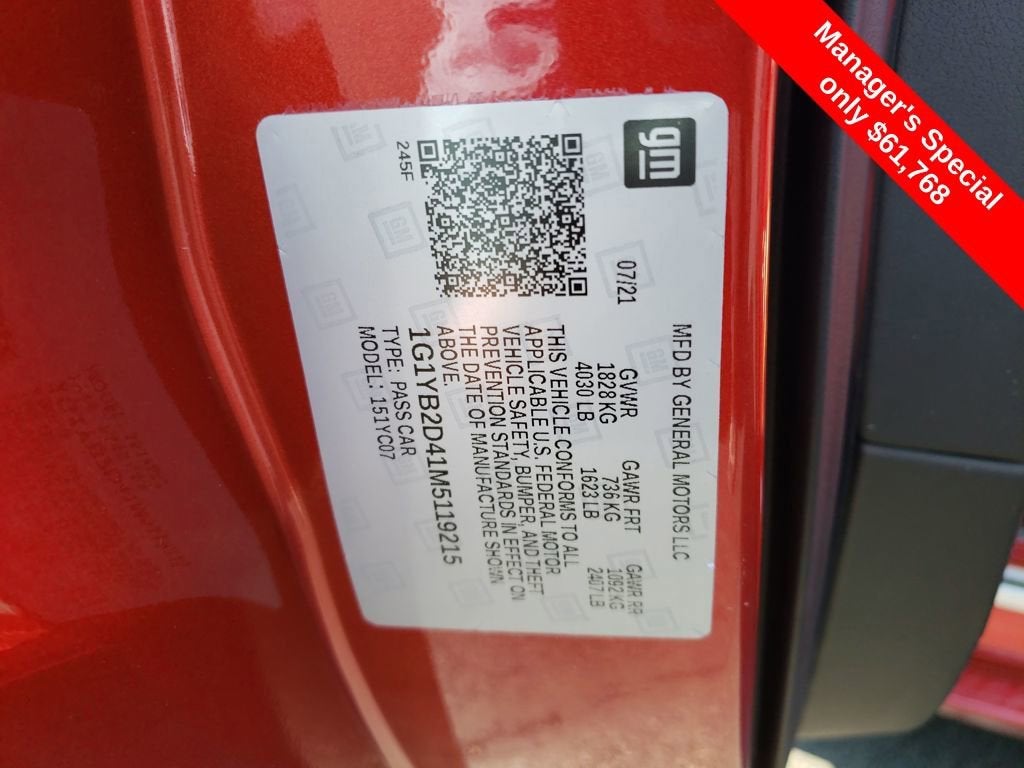 Manager's Special
only $61,768
gm
MFD BY GENERAL MOTORS LLC
07/21 GVWR GAWR FRT GAWR RR
1828 KG 736 KG 1092 KG
4030 LB 1623 LB 2407 LB
THIS VEHICLE CONFORMS TO ALL
APPLICABLE U.S. FEDERAL MOTOR
VEHICLE SAFETY, BUMPER, AND THEFT
PREVENTION STANDARDS IN EFFECT ON
THE DATE OF MANUFACTURE SHOWN
ABOVE.
1G1YB2D41M5119215
TYPE: PASS CAR
MODEL: 151YC07
245F